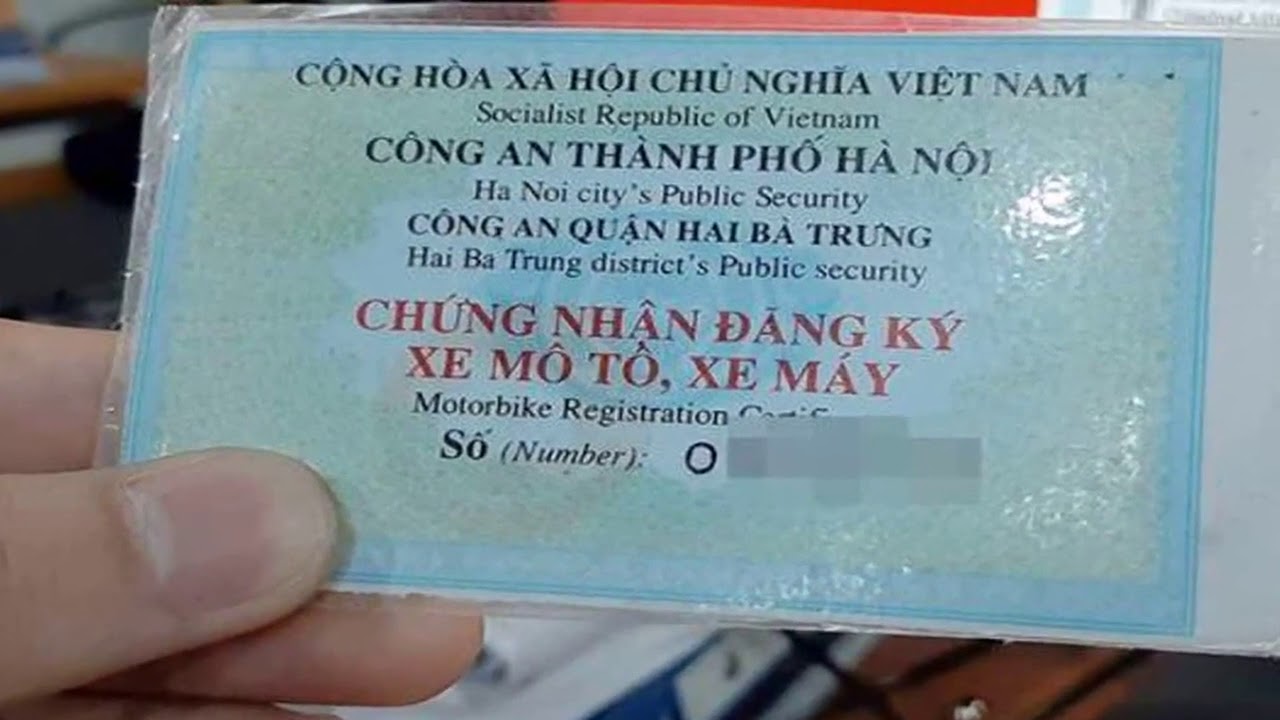 CỘNG HÒA XÃ HỘI CHỦ NGHĨA VIỆT NAM
Socialist Republic of Vietnam
CÔNG AN THÀNH PHỐ HÀ NỘI
Ha Noi city's Public Security
CÔNG AN QUẬN HAI BÀ TRƯNG
Hai Ba Trung district's Public security
CHỨNG NHẬN ĐĂNG KÝ
XE MÔ TÔ, XE MÁY
Motorbike Registration
Số (Number): O